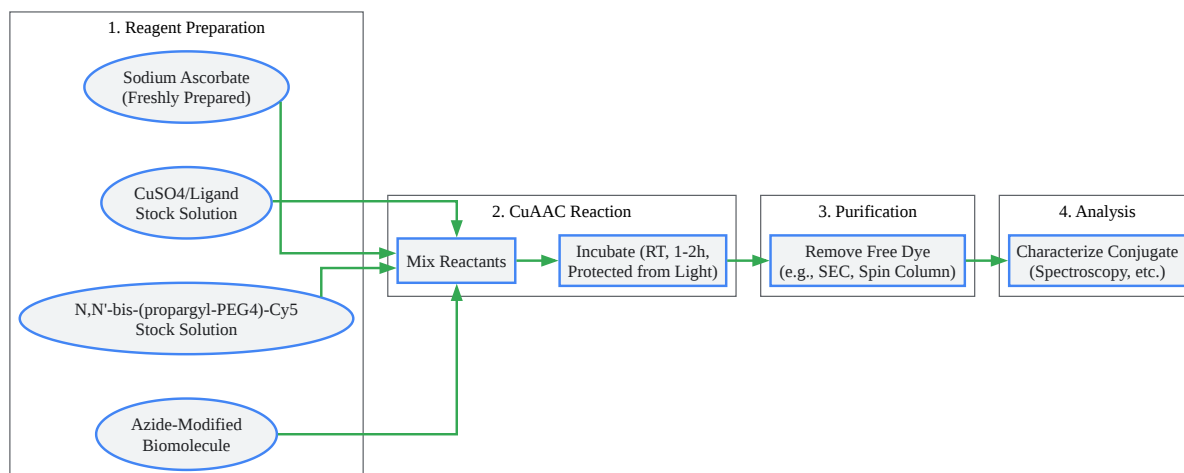 1. Reagent Preparation
Sodium Ascorbate
(Freshly Prepared)
CuSO4/Ligand
Stock Solution
N,N'-bis-(propargyl-PEG4)-Cy5
Stock Solution
Azide-Modified
Biomolecule
2. CuAAC Reaction
Mix Reactants
Incubate (RT, 1-2h,
Protected from Light)
3. Purification
Remove Free Dye
(e.g., SEC, Spin Column)
4. Analysis
Characterize Conjugate
(Spectroscopy, etc.)